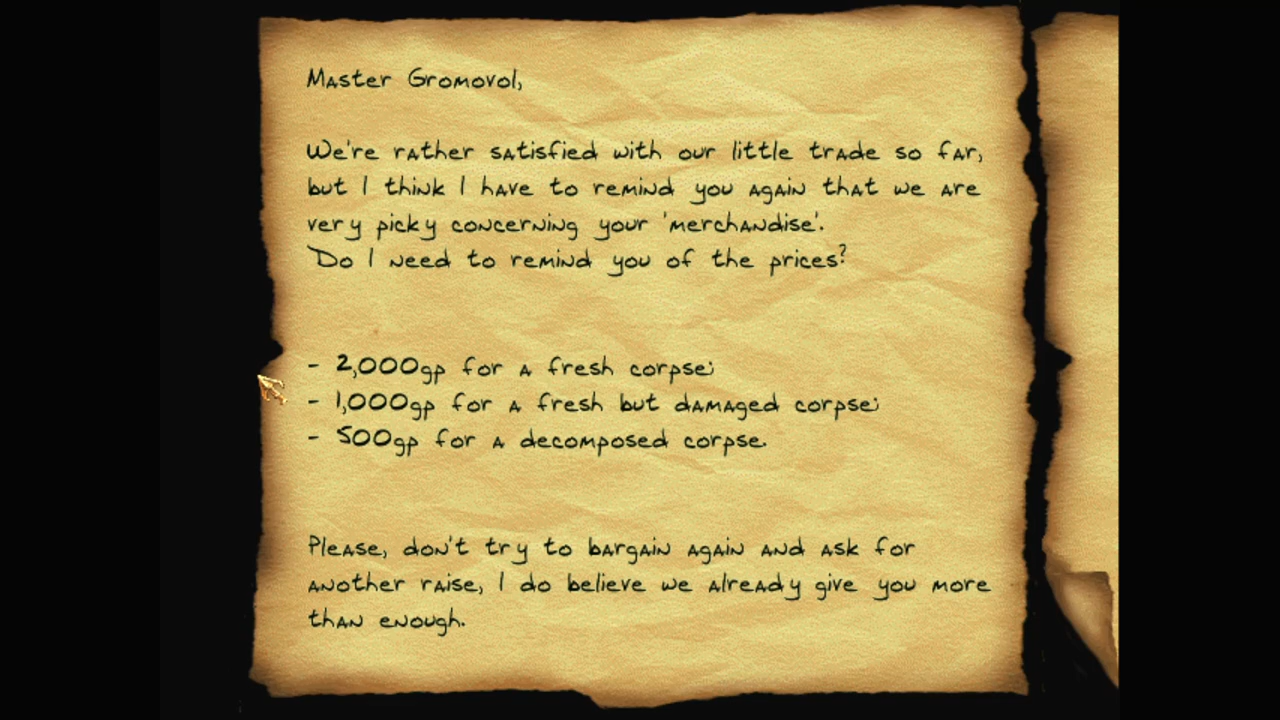 Master Gromovol,
We're rather satisfied with our little trade so far,
but I think I have to remind you again that we are
very picky concerning your 'merchandise'.
Do I need to remind you of the prices?
- 2,000gp for a fresh corpse;
- 1,000gp for a fresh but damaged corpse;
- 500gp for a decomposed corpse.
Please, don't try to bargain again and ask for
another raise, I do believe we already give you more
than enough.